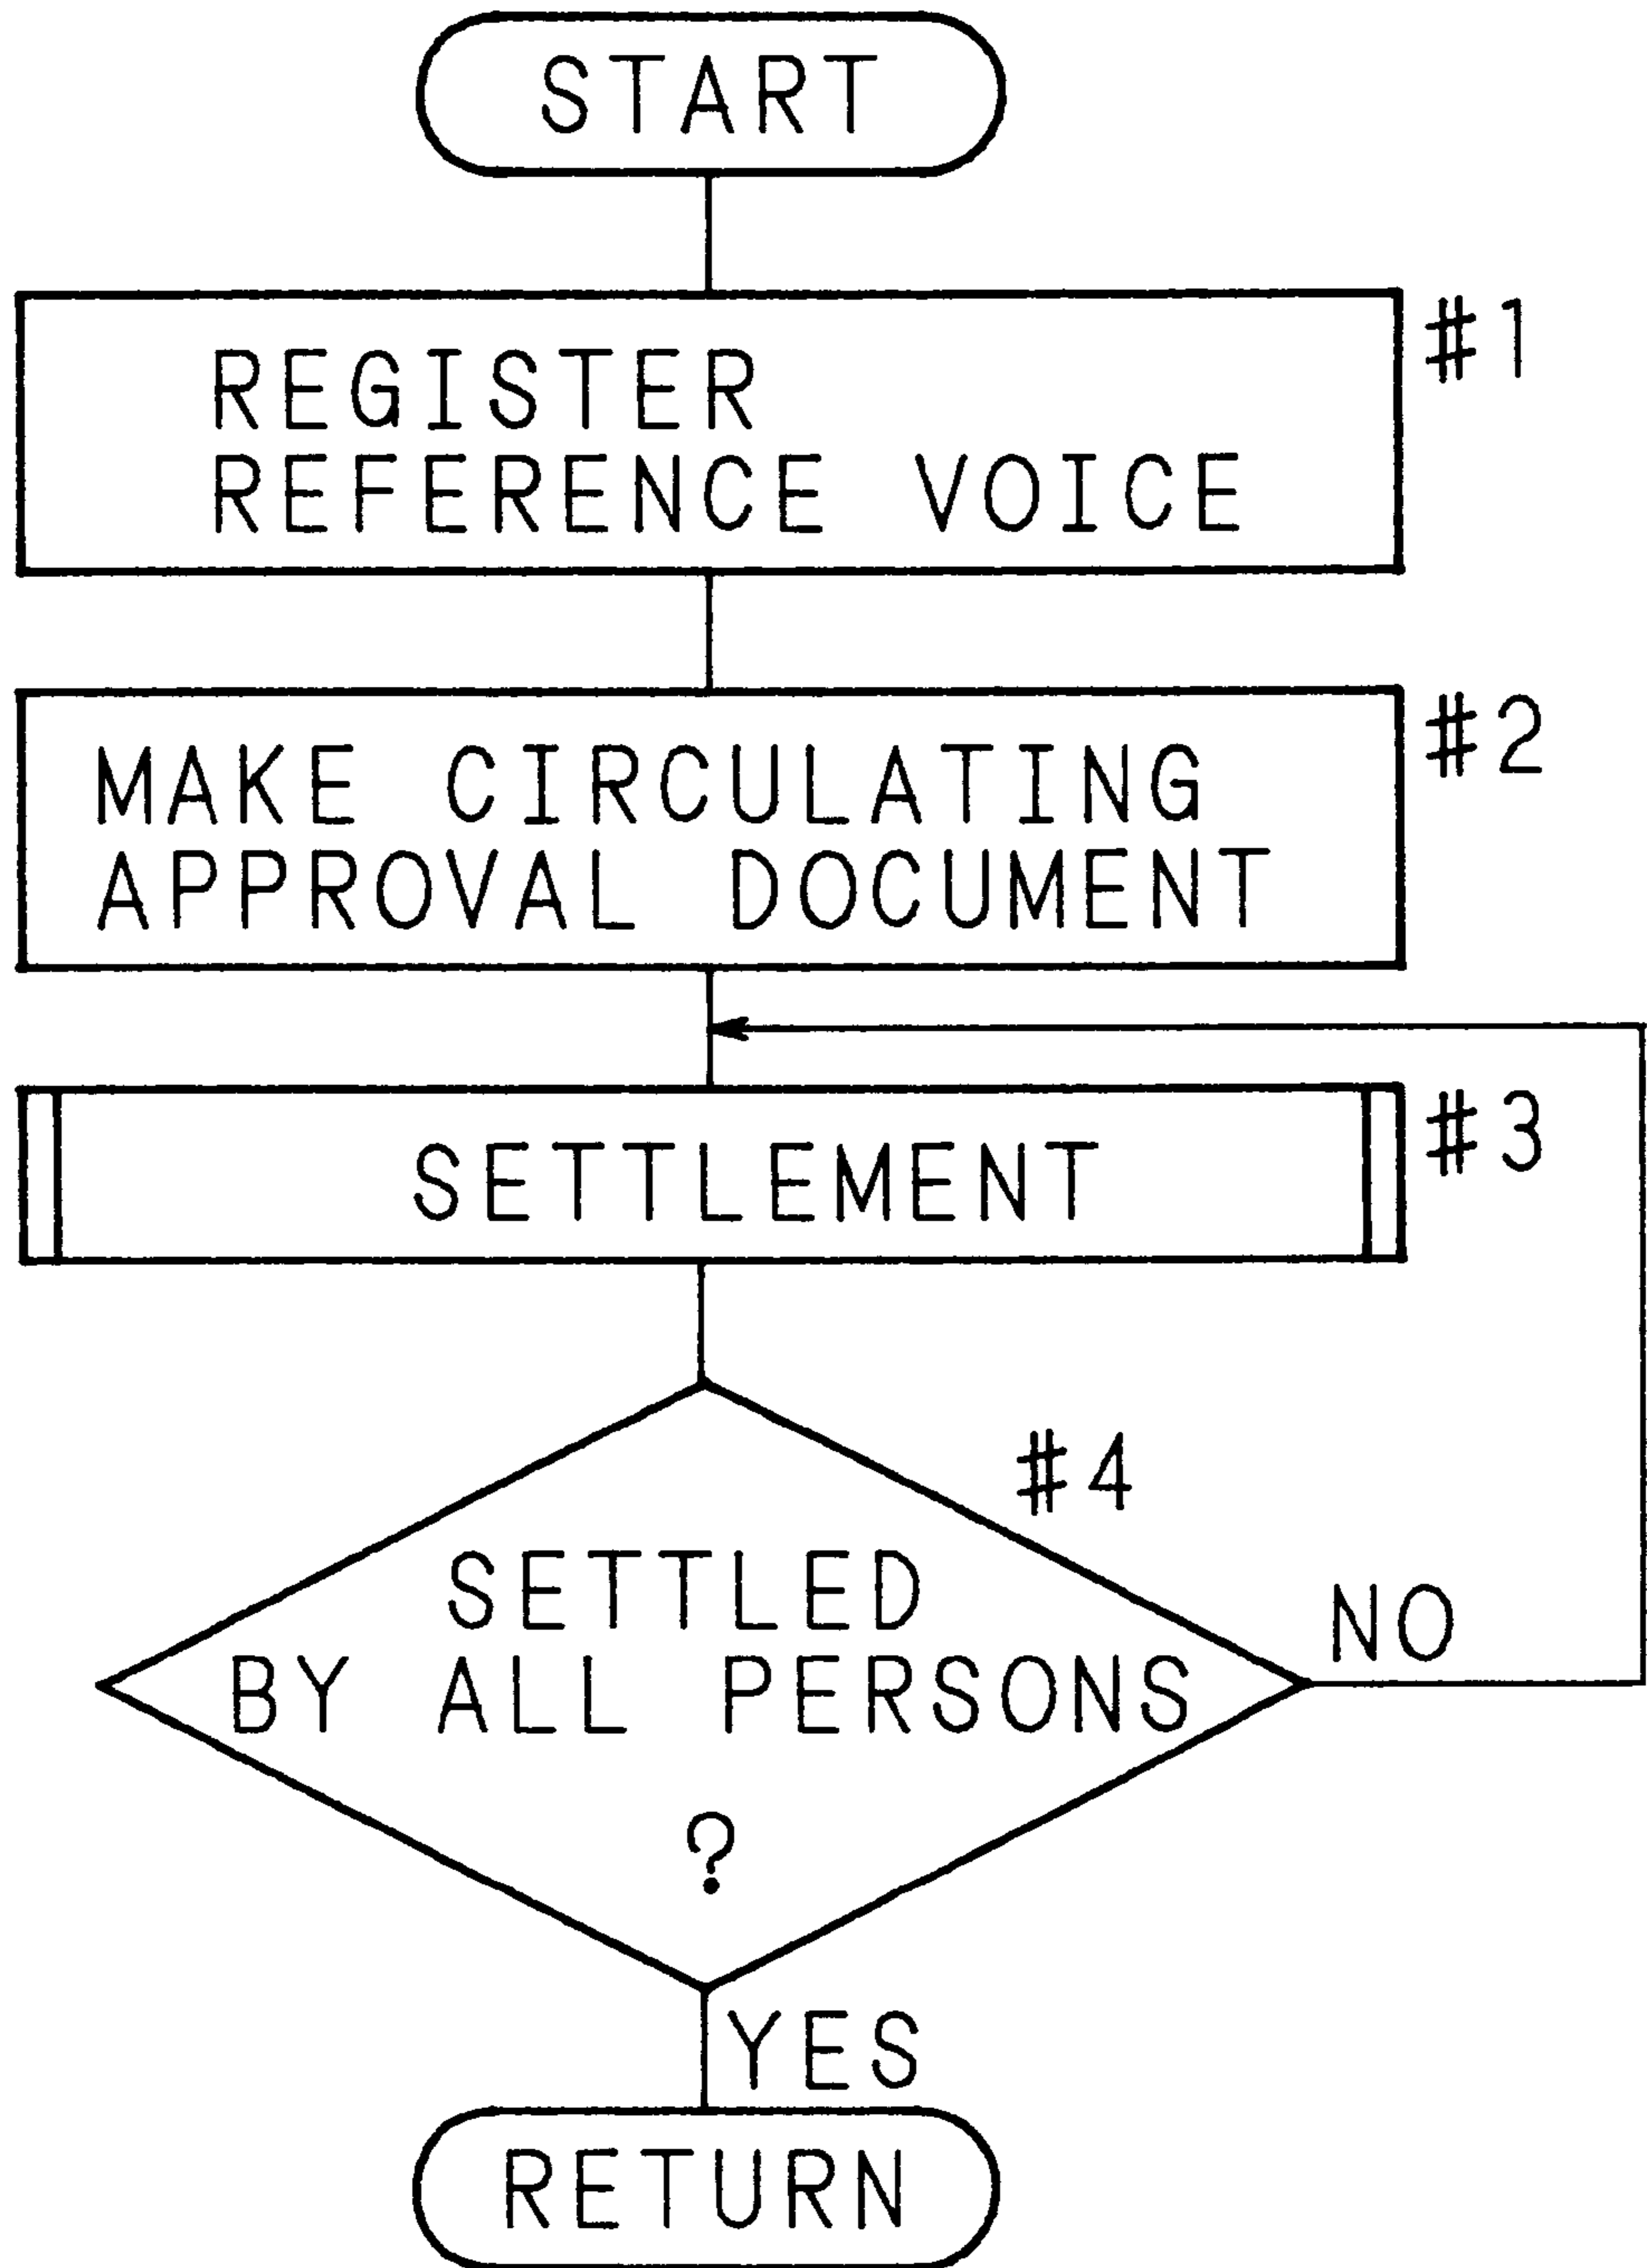 START
#1
REGISTER
REFERENCE VOICE
#2
MAKE CIRCULATING
APPROVAL DOCUMENT
#3
SETTLEMENT
#4
SETTLED
BY ALL PERSONS
?
NO
YES
RETURN